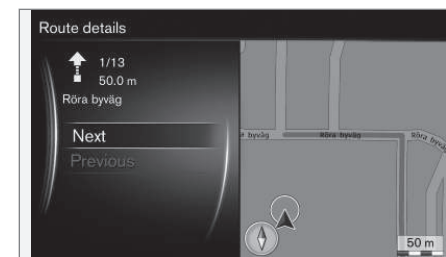 Route details
1/13
50.0 m
Röra byväg
Next
Previous
byväg
Röra byväg
Röra byväg
50 m